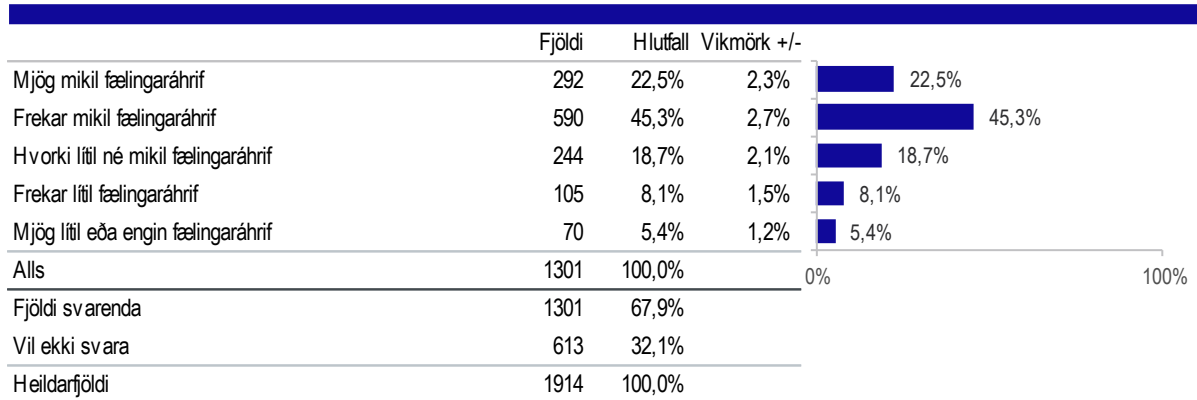 Fjöldi Hlutfall Vikmörk +/-
Mjög mikil fælingaráhrif 292 22,5% 2,3% 22,5%
Frekar mikil fælingaráhrif 590 45,3% 2,7% 45,3%
Hvorki lítil né mikil fælingaráhrif 244 18,7% 2,1% 18,7%
Frekar lítil fælingaráhrif 105 8,1% 1,5% 8,1%
Mjög lítil eða engin fælingaráhrif 70 5,4% 1,2% 5,4%
Alls 1301 100,0% 0% 100%
Fjöldi svarenda 1301 67,9%
Vil ekki svara 613 32,1%
Heildarfjöldi 1914 100,0%